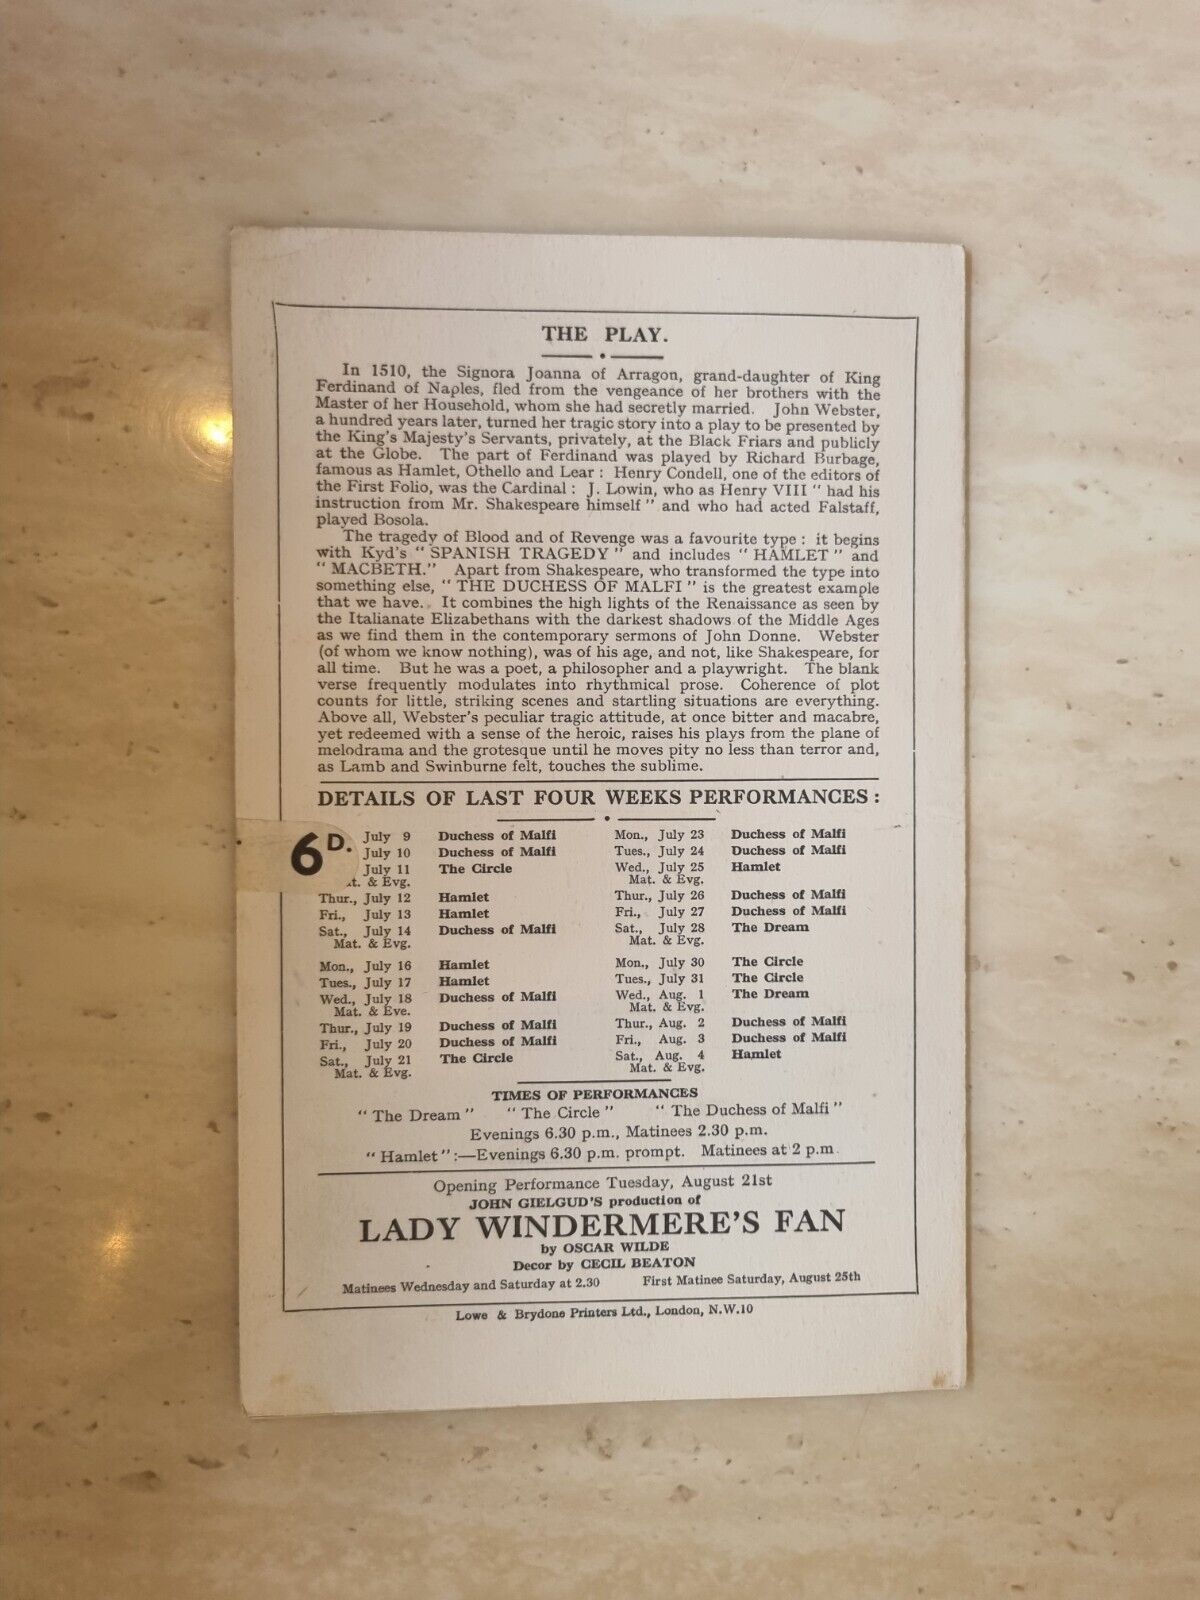 THE PLAY.
In 1510, the Signora Joanna of Arragon, grand-daughter of King
Ferdinand of Naples, fled from the vengeance of her brothers with the
Master of her Household, whom she had secretly married. John Webster,
a hundred years later, turned her tragic story into a play to be presented by
the King's Majesty's Servants, privately, at the Black Friars and publicly
at the Globe. The part of Ferdinand was played by Richard Burbage,
famous as Hamlet, Othello and Lear : Henry Condell, one of the editors of
the First Folio, was the Cardinal : J. Lowin, who as Henry VIII " had his
instruction from Mr. Shakespeare himself " and who had acted Falstaff,
played Bosola.
The tragedy of Blood and of Revenge was a favourite type : it begins
with Kyd's " SPANISH TRAGEDY " and includes " HAMLET " and
" MACBETH." Apart from Shakespeare, who transformed the type into
something else, " THE DUCHESS OF MALFI " is the greatest example
that we have. It combines the high lights of the Renaissance as seen by
the Italianate Elizabethans with the darkest shadows of the Middle Ages
as we find them in the contemporary sermons of John Donne. Webster
(of whom we know nothing), was of his age, and not, like Shakespeare, for
all time. But he was a poet, a philosopher and a playwright. The blank
verse frequently modulates into rhythmical prose. Coherence of plot
counts for little, striking scenes and startling situations are everything.
Above all, Webster's peculiar tragic attitude, at once bitter and macabre,
yet redeemed with a sense of the heroic, raises his plays from the plane of
melodrama and the grotesque until he moves pity no less than terror and,
as Lamb and Swinburne felt, touches the sublime.
DETAILS OF LAST FOUR WEEKS PERFORMANCES :
6D.
July 9 Duchess of Malfi
July 10 Duchess of Malfi
July 11 The Circle
t. & Evg.
Thur., July 12 Hamlet
Fri., July 13 Hamlet
Sat., July 14 Duchess of Malfi
Mat. & Evg.
Mon., July 16 Hamlet
Tues., July 17 Hamlet
Wed., July 18 Duchess of Malfi
Mat. & Eve.
Thur., July 19 Duchess of Malfi
Fri., July 20 Duchess of Malfi
Sat., July 21 The Circle
Mat. & Evg.
Mon., July 23 Duchess of Malfi
Tues., July 24 Duchess of Malfi
Wed., July 25 Hamlet
Mat. & Evg.
Thur., July 26 Duchess of Malfi
Fri., July 27 Duchess of Malfi
Sat., July 28 The Dream
Mat. & Evg.
Mon., July 30 The Circle
Tues., July 31 The Circle
Wed., Aug. 1 The Dream
Mat. & Evg.
Thur., Aug. 2 Duchess of Malfi
Fri., Aug. 3 Duchess of Malfi
Sat., Aug. 4 Hamlet
Mat. & Evg.
TIMES OF PERFORMANCES
" The Dream " " The Circle " " The Duchess of Malfi "
Evenings 6.30 p.m., Matinees 2.30 p.m.
" Hamlet " :—Evenings 6.30 p.m. prompt. Matinees at 2 p.m.
Opening Performance Tuesday, August 21st
JOHN GIELGUD'S production of
LADY WINDERMERE'S FAN
by OSCAR WILDE
Decor by CECIL BEATON
Matinees Wednesday and Saturday at 2.30 First Matinee Saturday, August 25th
Lowe & Brydone Printers Ltd., London, N.W.10